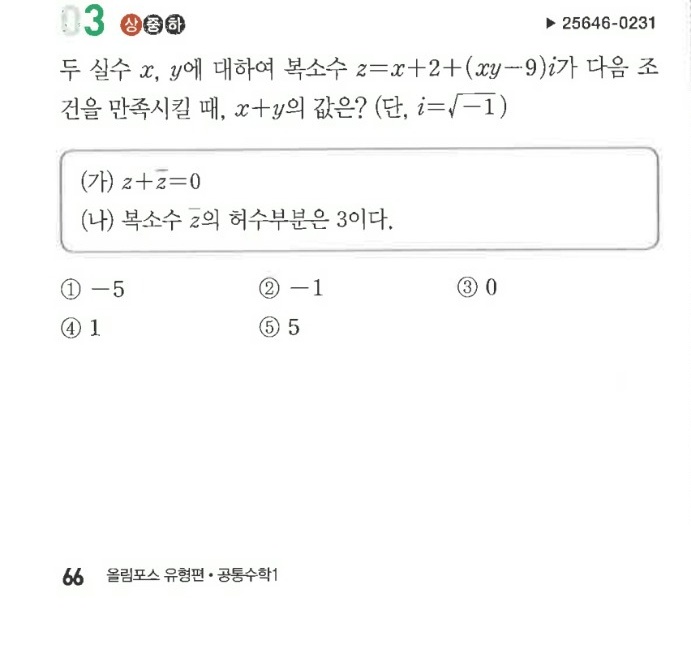 03 상 중 하 ▶ 25646-0231
두 실수 x, y에 대하여 복소수 z=x+2+(xy-9)i가 다음 조
건을 만족시킬 때, x+y의 값은? (단, i=√-1)
(가) z+z̄=0
(나) 복소수 z̄의 허수부분은 3이다.
① -5 ② -1 ③ 0
④ 1 ⑤ 5
66 올림포스 유형편 • 공통수학1